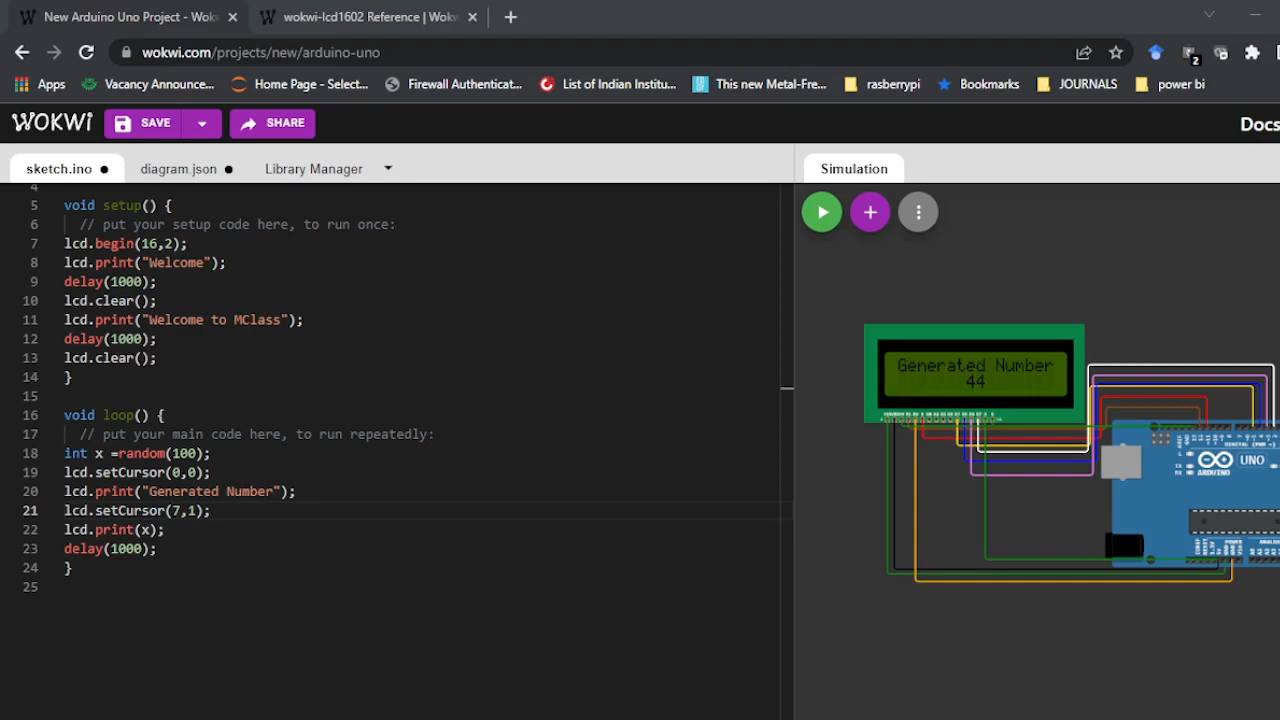 New Arduino Uno Project - Wok
wokwi-lcd1602 Reference | Wok
wokwi.com/projects/new/arduino-uno
2
Apps
Vacancy Announce...
Home Page - Select...
Firewall Authenticat...
List of Indian Institu...
This new Metal-Fre...
rasberrypi
Bookmarks
JOURNALS
power bi
WOKWi
SAVE
SHARE
Docs
sketch.ino
diagram.json
Library Manager
Simulation
4
5 void setup() {
6 // put your setup code here, to run once:
7 lcd.begin(16,2);
8 lcd.print("Welcome");
9 delay(1000);
10 lcd.clear();
11 lcd.print("Welcome to MClass");
12 delay(1000);
13 lcd.clear();
14 }
15
16 void loop() {
17 // put your main code here, to run repeatedly:
18 int x =random(100);
19 lcd.setCursor(0,0);
20 lcd.print("Generated Number");
21 lcd.setCursor(7,1);
22 lcd.print(x);
23 delay(1000);
24 }
25
Generated Number
44
UNO
ARDUINO